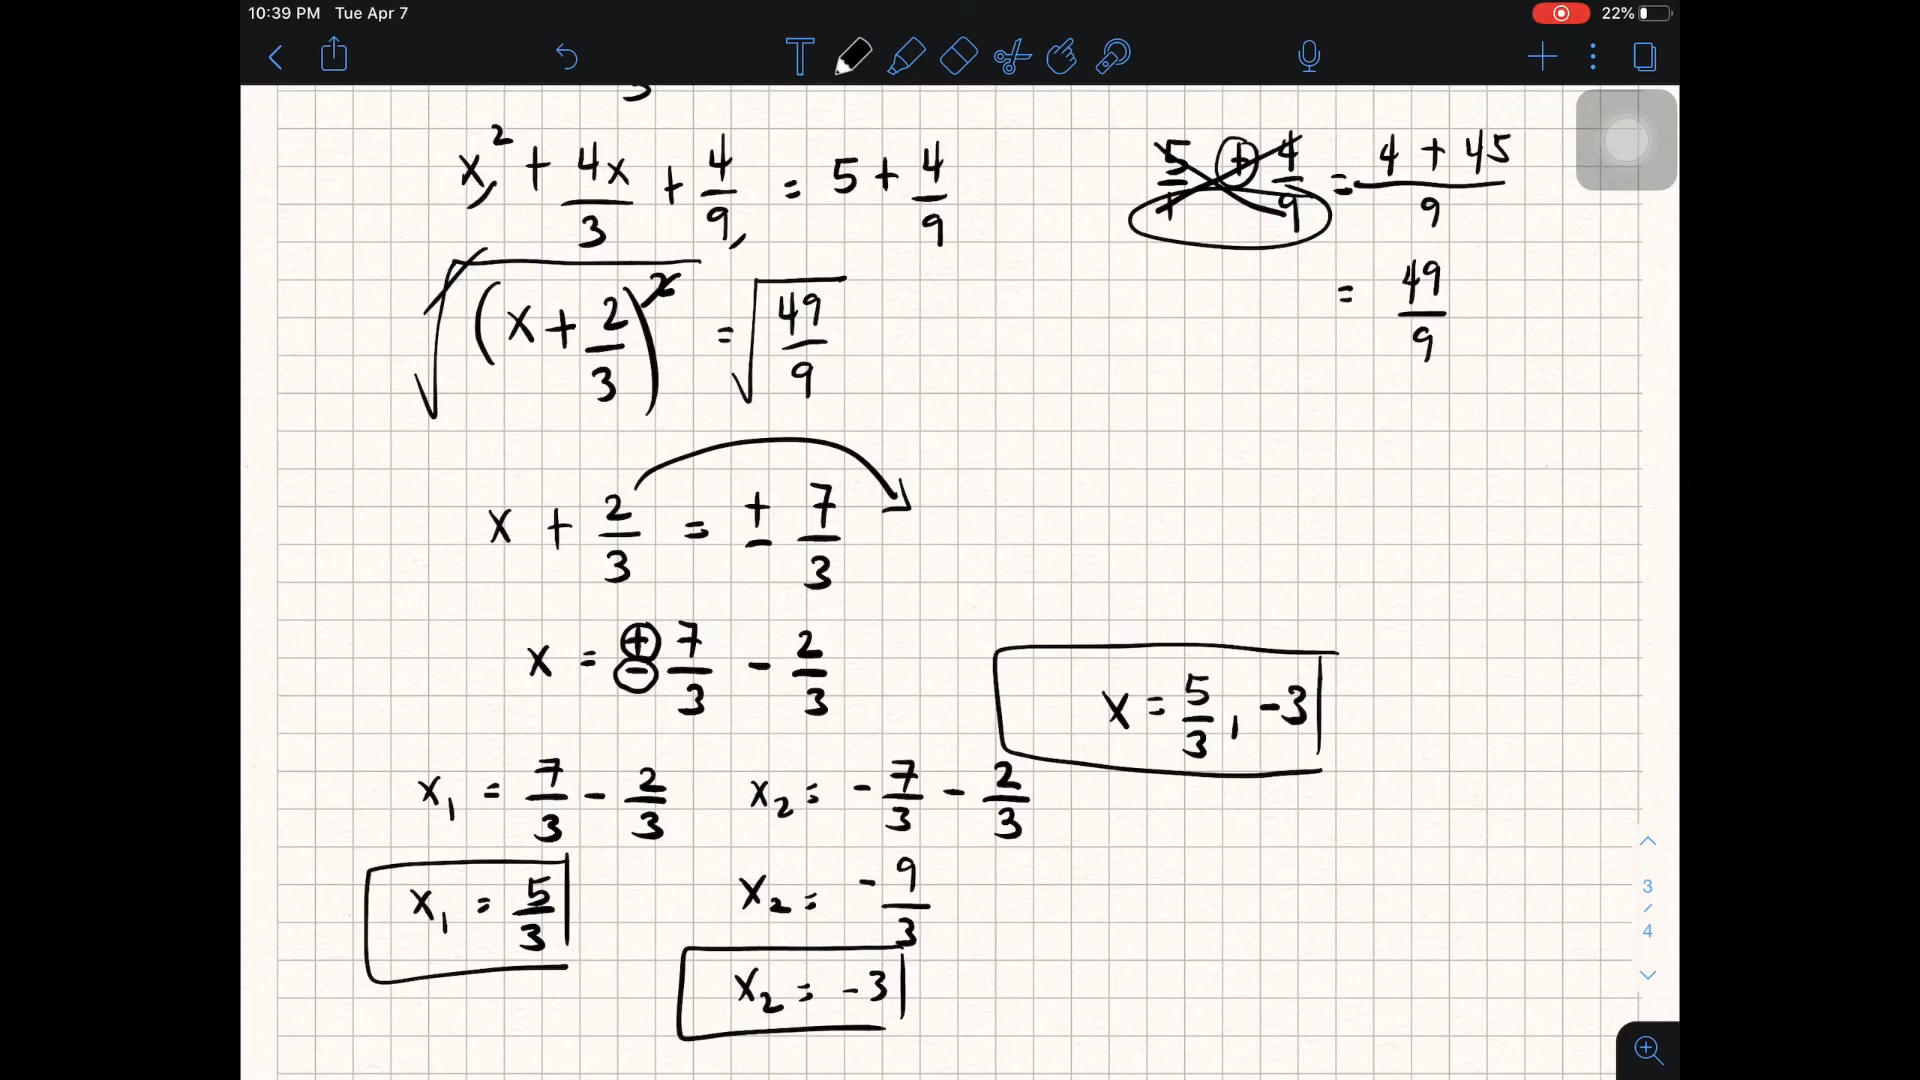 10:39 PM Tue Apr 7
22%
x² + 4x/3 + 4/9 = 5 + 4/9
5/1 + 4/9 = (4 + 45)/9
= 49/9
√(x + 2/3)² = √(49/9)
x + 2/3 = ± 7/3
x = ± 7/3 - 2/3
x = 5/3, -3
x₁ = 7/3 - 2/3
x₂ = -7/3 - 2/3
x₁ = 5/3
x₂ = -9/3
x₂ = -3
3/4